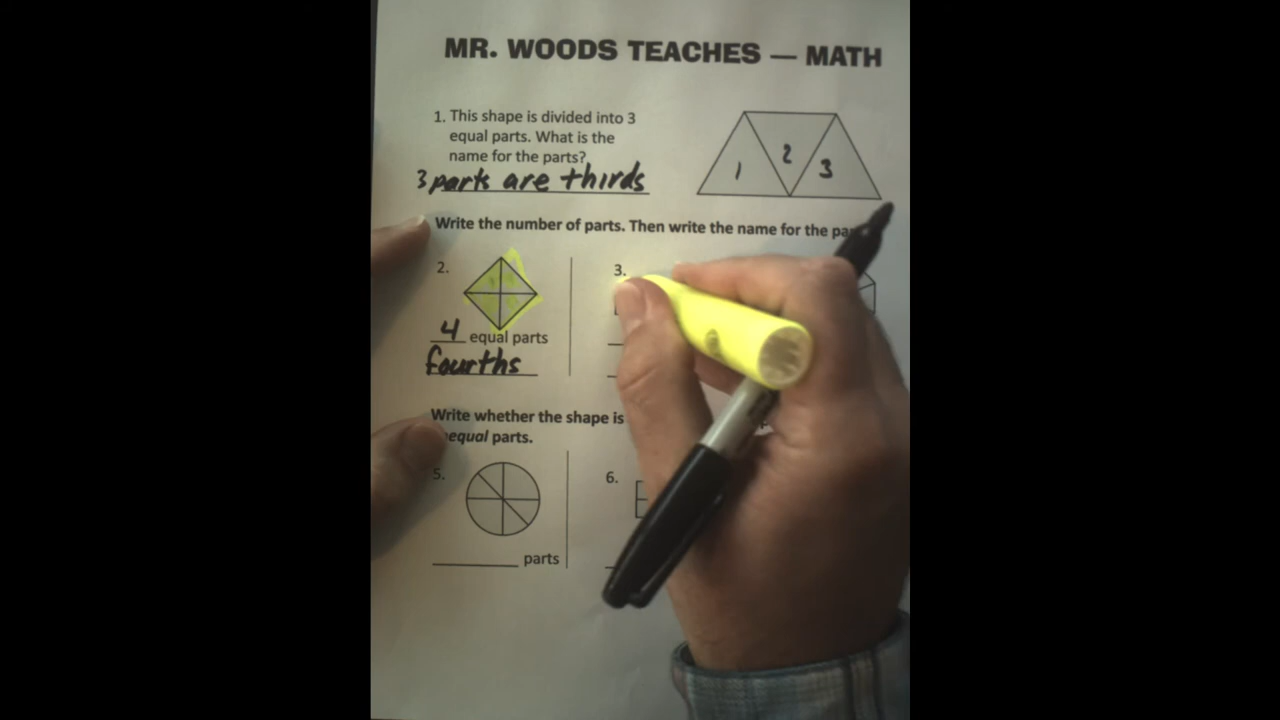 MR. WOODS TEACHES — MATH
1. This shape is divided into 3
equal parts. What is the
name for the parts?
3 parts are thirds
1 2 3
Write the number of parts. Then write the name for the
2.
3.
4 equal parts
fourths
Write whether the shape is
equal parts.
5.
6.
parts